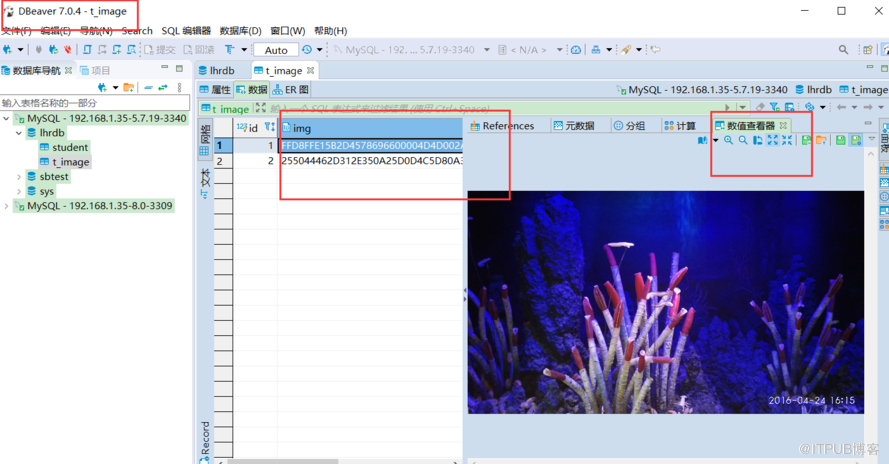 DBeaver 7.0.4 - t_image
文件(F) 编辑(E) 导航(N) Search SQL 编辑器 数据库(D) 窗口(W) 帮助(H)
提交 回滚 Auto MySQL - 192. ... 5.7.19-3340 < N/A >
数据库导航 项目 lhrdb t_image
属性 数据 ER 图 MySQL - 192.168.1.35-5.7.19-3340 lhrdb t_image
输入表格名称的一部分
t_image 输入一个 SQL 表达式来过滤结果 (使用 Ctrl+Space)
MySQL - 192.168.1.35-5.7.19-3340
lhrdb
student
t_image
sbtest
sys
MySQL - 192.168.1.35-8.0-3309
网格
文本
Record
123 id img
1 1 FFD8FFE15B2D4578696600004D4D002A
2 2 255044462D312E350A25D0D4C5D80A3
References 元数据 分组 计算 数值查看器
面板
2016-04-24 16:15
@ITPUB博客